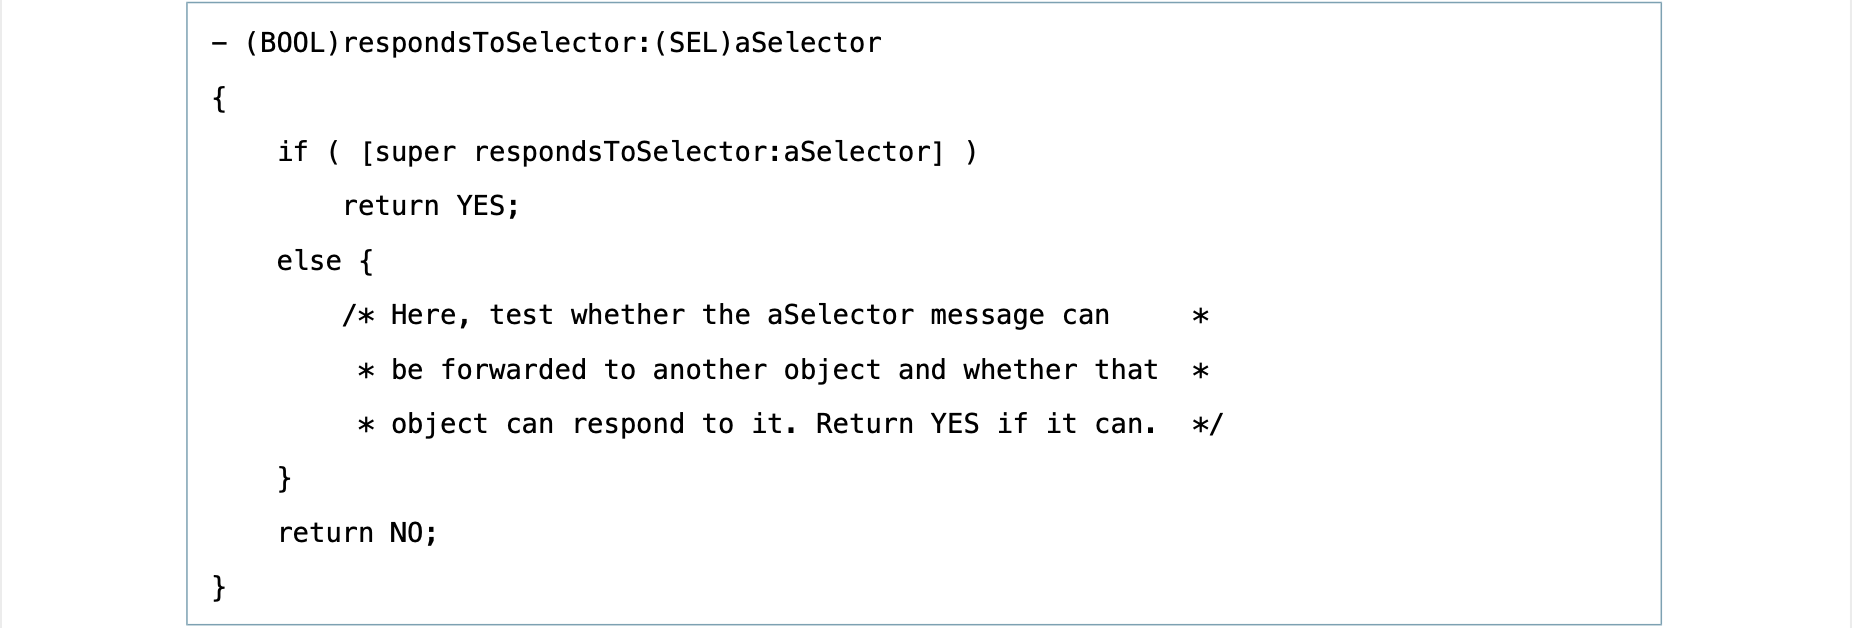 - (BOOL)respondsToSelector:(SEL)aSelector
{
    if ( [super respondsToSelector:aSelector] )
        return YES;
    else {
        /* Here, test whether the aSelector message can     *
         * be forwarded to another object and whether that  *
         * object can respond to it. Return YES if it can.  */
    }
    return NO;
}